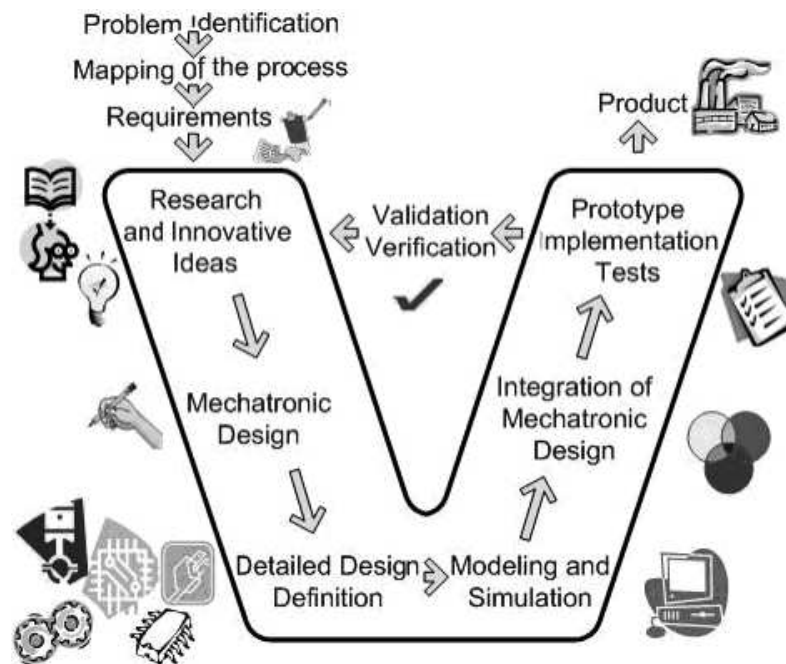 Problem Identification
Mapping of the process
Requirements
Research
and Innovative
Ideas
Mechatronic
Design
Detailed Design
Definition
Modeling and
Simulation
Integration of
Mechatronic
Design
Prototype
Implementation
Tests
Validation
Verification
Product